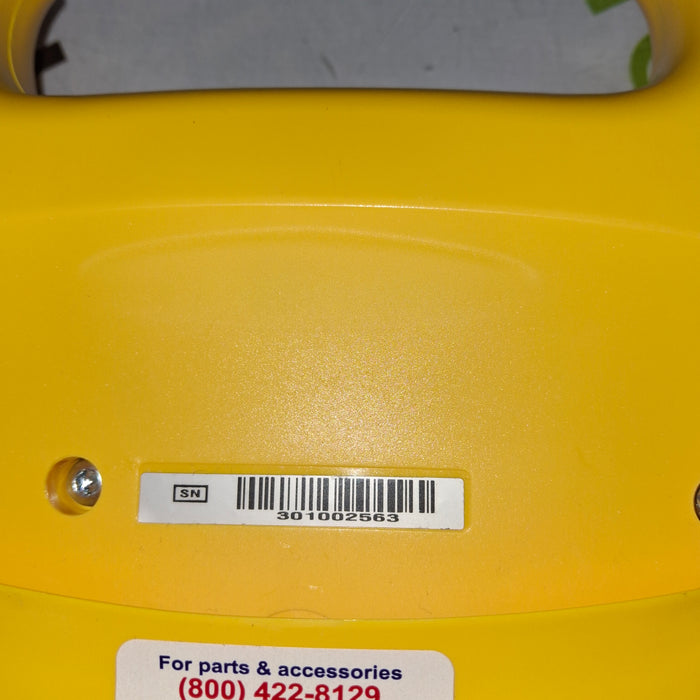 SN
301002563
For parts & accessories
(800) 422-8129